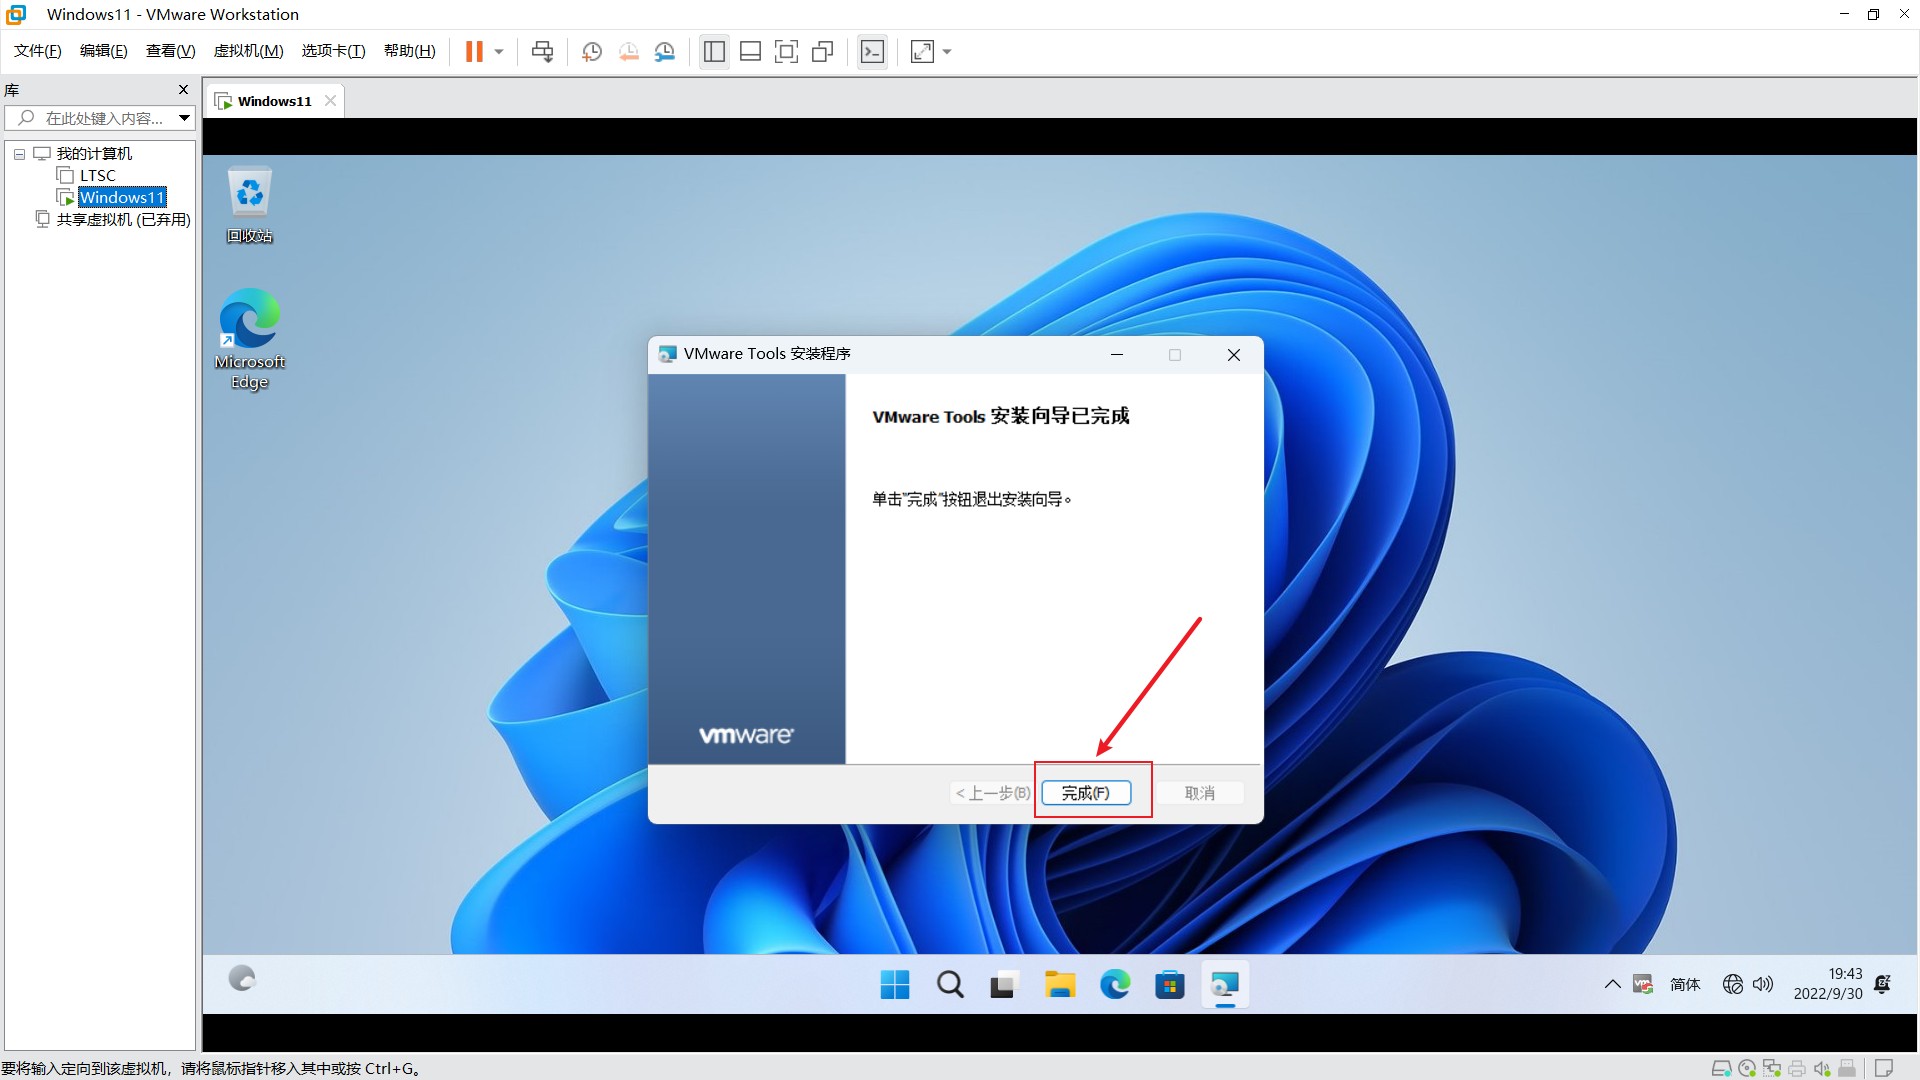 Windows11 - VMware Workstation
文件(F) 编辑(E) 查看(V) 虚拟机(M) 选项卡(T) 帮助(H)
库
在此处键入内容...
我的计算机
LTSC
Windows11
共享虚拟机 (已弃用)
Windows11
回收站
Microsoft
Edge
VMware Tools 安装程序
VMware Tools 安装向导已完成
单击"完成"按钮退出安装向导。
vmware
< 上一步(B) 完成(F) 取消
简体
19:43
2022/9/30
要将输入定向到该虚拟机，请将鼠标指针移入其中或按 Ctrl+G。